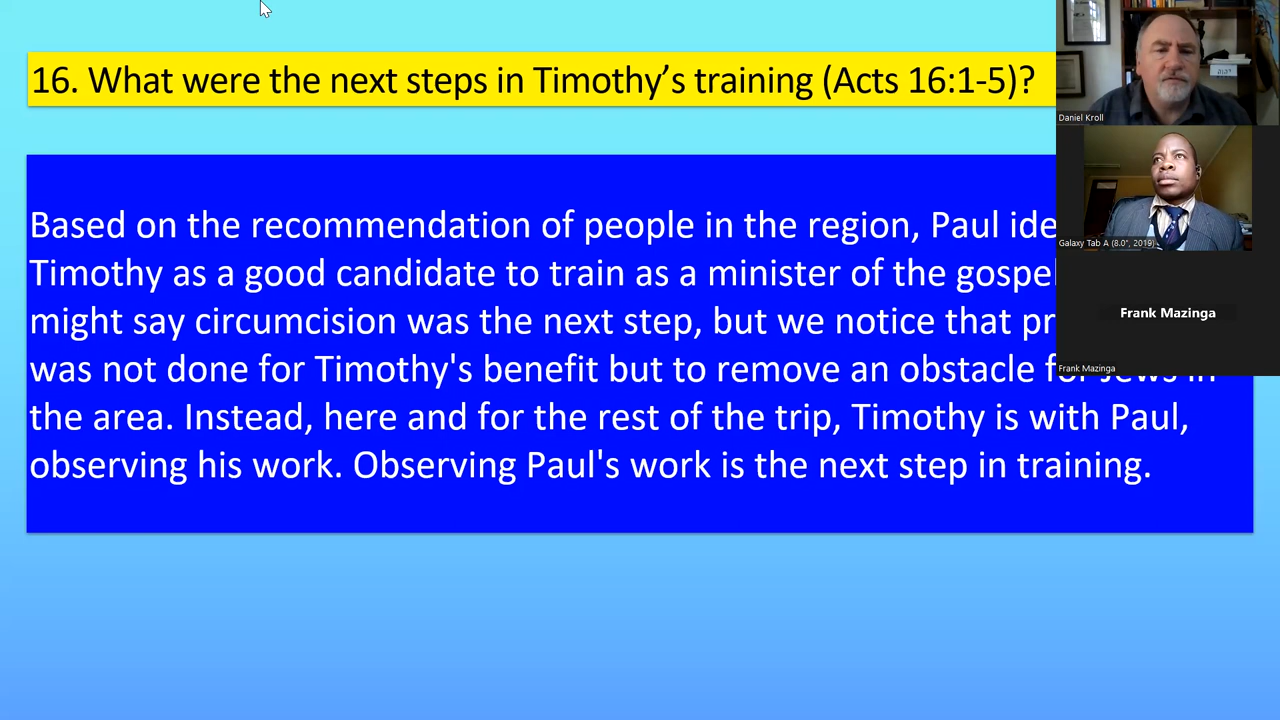 16. What were the next steps in Timothy’s training (Acts 16:1-5)?
Based on the recommendation of people in the region, Paul ide
Timothy as a good candidate to train as a minister of the gospel
might say circumcision was the next step, but we notice that pr
was not done for Timothy's benefit but to remove an obstacle for Jews in
the area. Instead, here and for the rest of the trip, Timothy is with Paul,
observing his work. Observing Paul's work is the next step in training.
Daniel Kroll
Galaxy Tab A (8.0", 2019)
Frank Mazinga
Frank Mazinga